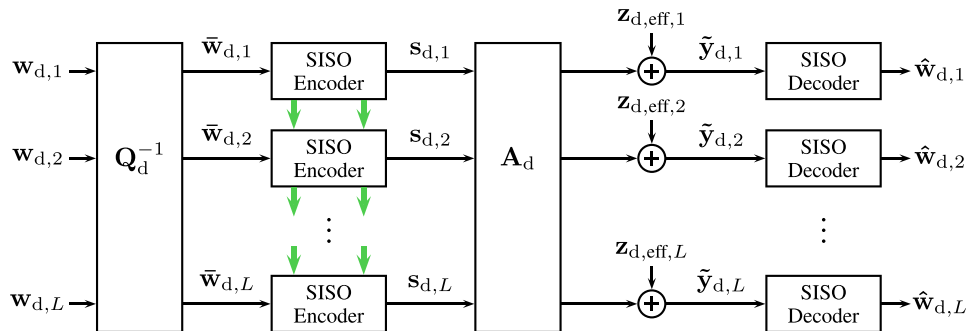 w_{d,1} w̄_{d,1} SISO Encoder s_{d,1} z_{d,eff,1} ỹ_{d,1} SISO Decoder ŵ_{d,1}
w_{d,2} Q_d^{-1} w̄_{d,2} SISO Encoder s_{d,2} A_d z_{d,eff,2} ỹ_{d,2} SISO Decoder ŵ_{d,2}
⋮ ⋮
w_{d,L} w̄_{d,L} SISO Encoder s_{d,L} z_{d,eff,L} ỹ_{d,L} SISO Decoder ŵ_{d,L}